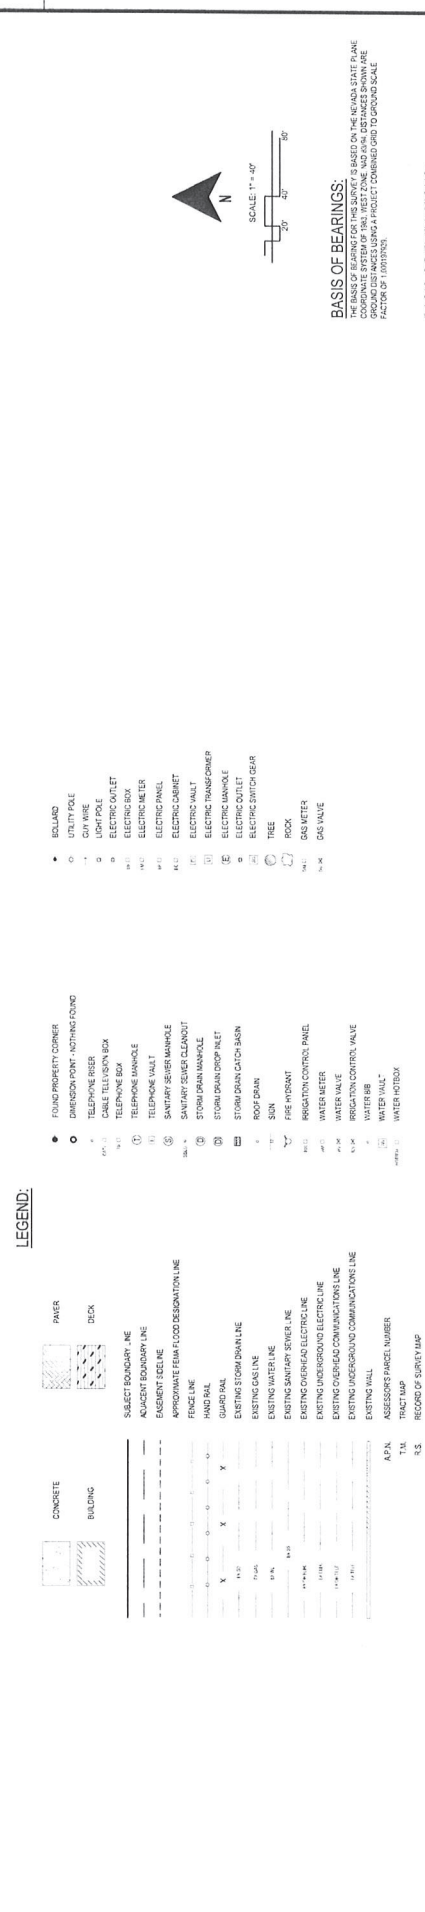 LEGEND:
CONCRETE
PAVER
BUILDING
DECK
SUBJECT BOUNDARY LINE
ADJACENT BOUNDARY LINE
EASEMENT SIDELINE
APPROXIMATE FEMA FLOOD DESIGNATION LINE
FENCE LINE
HAND RAIL
GUARD RAIL
EXISTING STORM DRAIN LINE
EXISTING GAS LINE
EXISTING WATER LINE
EXISTING SANITARY SEWER LINE
EXISTING OVERHEAD ELECTRIC LINE
EXISTING UNDERGROUND ELECTRIC LINE
EXISTING OVERHEAD COMMUNICATIONS LINE
EXISTING UNDERGROUND COMMUNICATIONS LINE
EXISTING WALL
A.P.N. ASSESSOR'S PARCEL NUMBER
T.M. TRACT MAP
R.S. RECORD OF SURVEY MAP
FOUND PROPERTY CORNER
DIMENSION POINT - NOTHING FOUND
TELEPHONE RISER
CABLE TELEVISION BOX
TELEPHONE BOX
TELEPHONE MANHOLE
TELEPHONE VAULT
SANITARY SEWER MANHOLE
SANITARY SEWER CLEANOUT
STORM DRAIN MANHOLE
STORM DRAIN DROP INLET
STORM DRAIN CATCH BASIN
ROOF DRAIN
SIGN
FIRE HYDRANT
IRRIGATION CONTROL PANEL
WATER METER
WATER VALVE
IRRIGATION CONTROL VALVE
WATER BIB
WATER VAULT
WATER HOTBOX
BOLLARD
UTILITY POLE
GUY WIRE
LIGHT POLE
ELECTRIC OUTLET
ELECTRIC BOX
ELECTRIC METER
ELECTRIC PANEL
ELECTRIC CABINET
ELECTRIC VAULT
ELECTRIC TRANSFORMER
ELECTRIC MANHOLE
ELECTRIC OUTLET
ELECTRIC SWITCH GEAR
TREE
ROCK
GAS METER
GAS VALVE
N
SCALE: 1" = 40'
20' 40' 80'
BASIS OF BEARINGS:
THE BASIS OF BEARING FOR THIS SURVEY IS BASED ON THE NEVADA STATE PLANE
COORDINATE SYSTEM OF 1983, WEST ZONE, NAD 83/94. DISTANCES SHOWN ARE
GROUND DISTANCES USING A PROJECT COMBINED GRID TO GROUND SCALE
FACTOR OF 1.000197939.